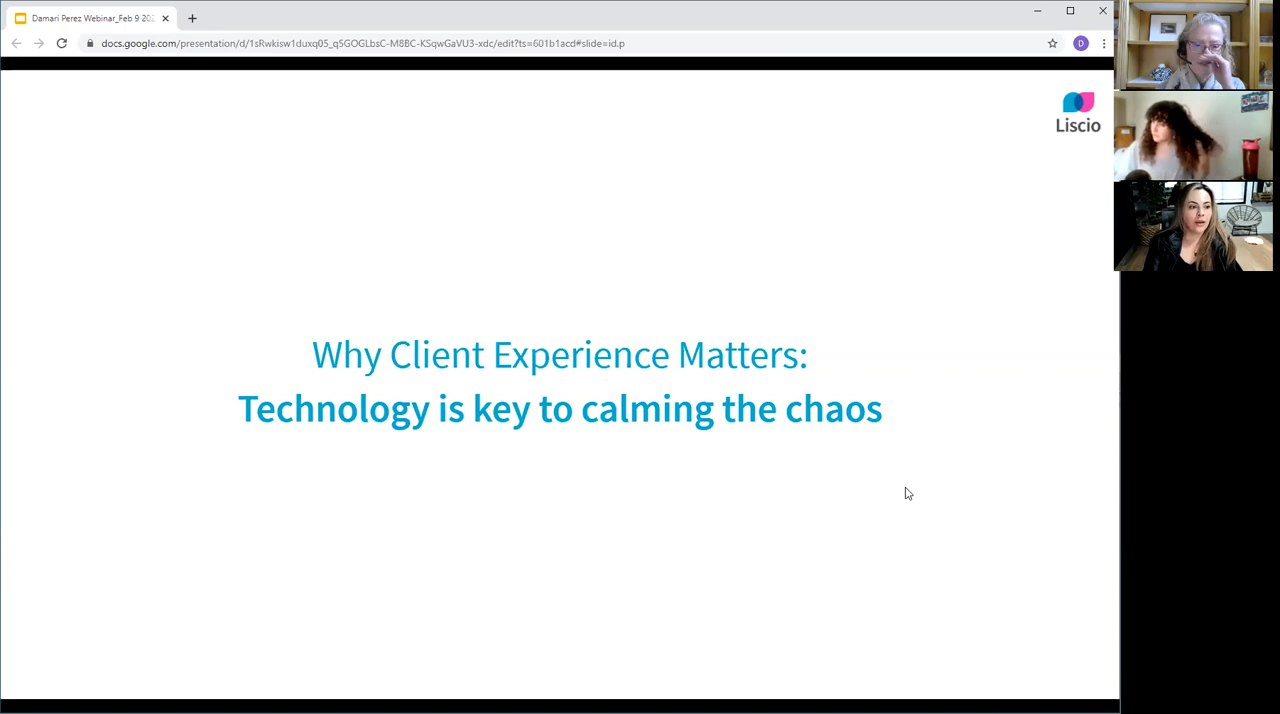 Damari Perez Webinar_Feb 9 202
docs.google.com/presentation/d/1sRwkisw1duxq05_q5GOGLbsC-M8BC-KSqwGaVU3-xdc/edit?ts=601b1acd#slide=id.p
D
Liscio
Why Client Experience Matters:
Technology is key to calming the chaos